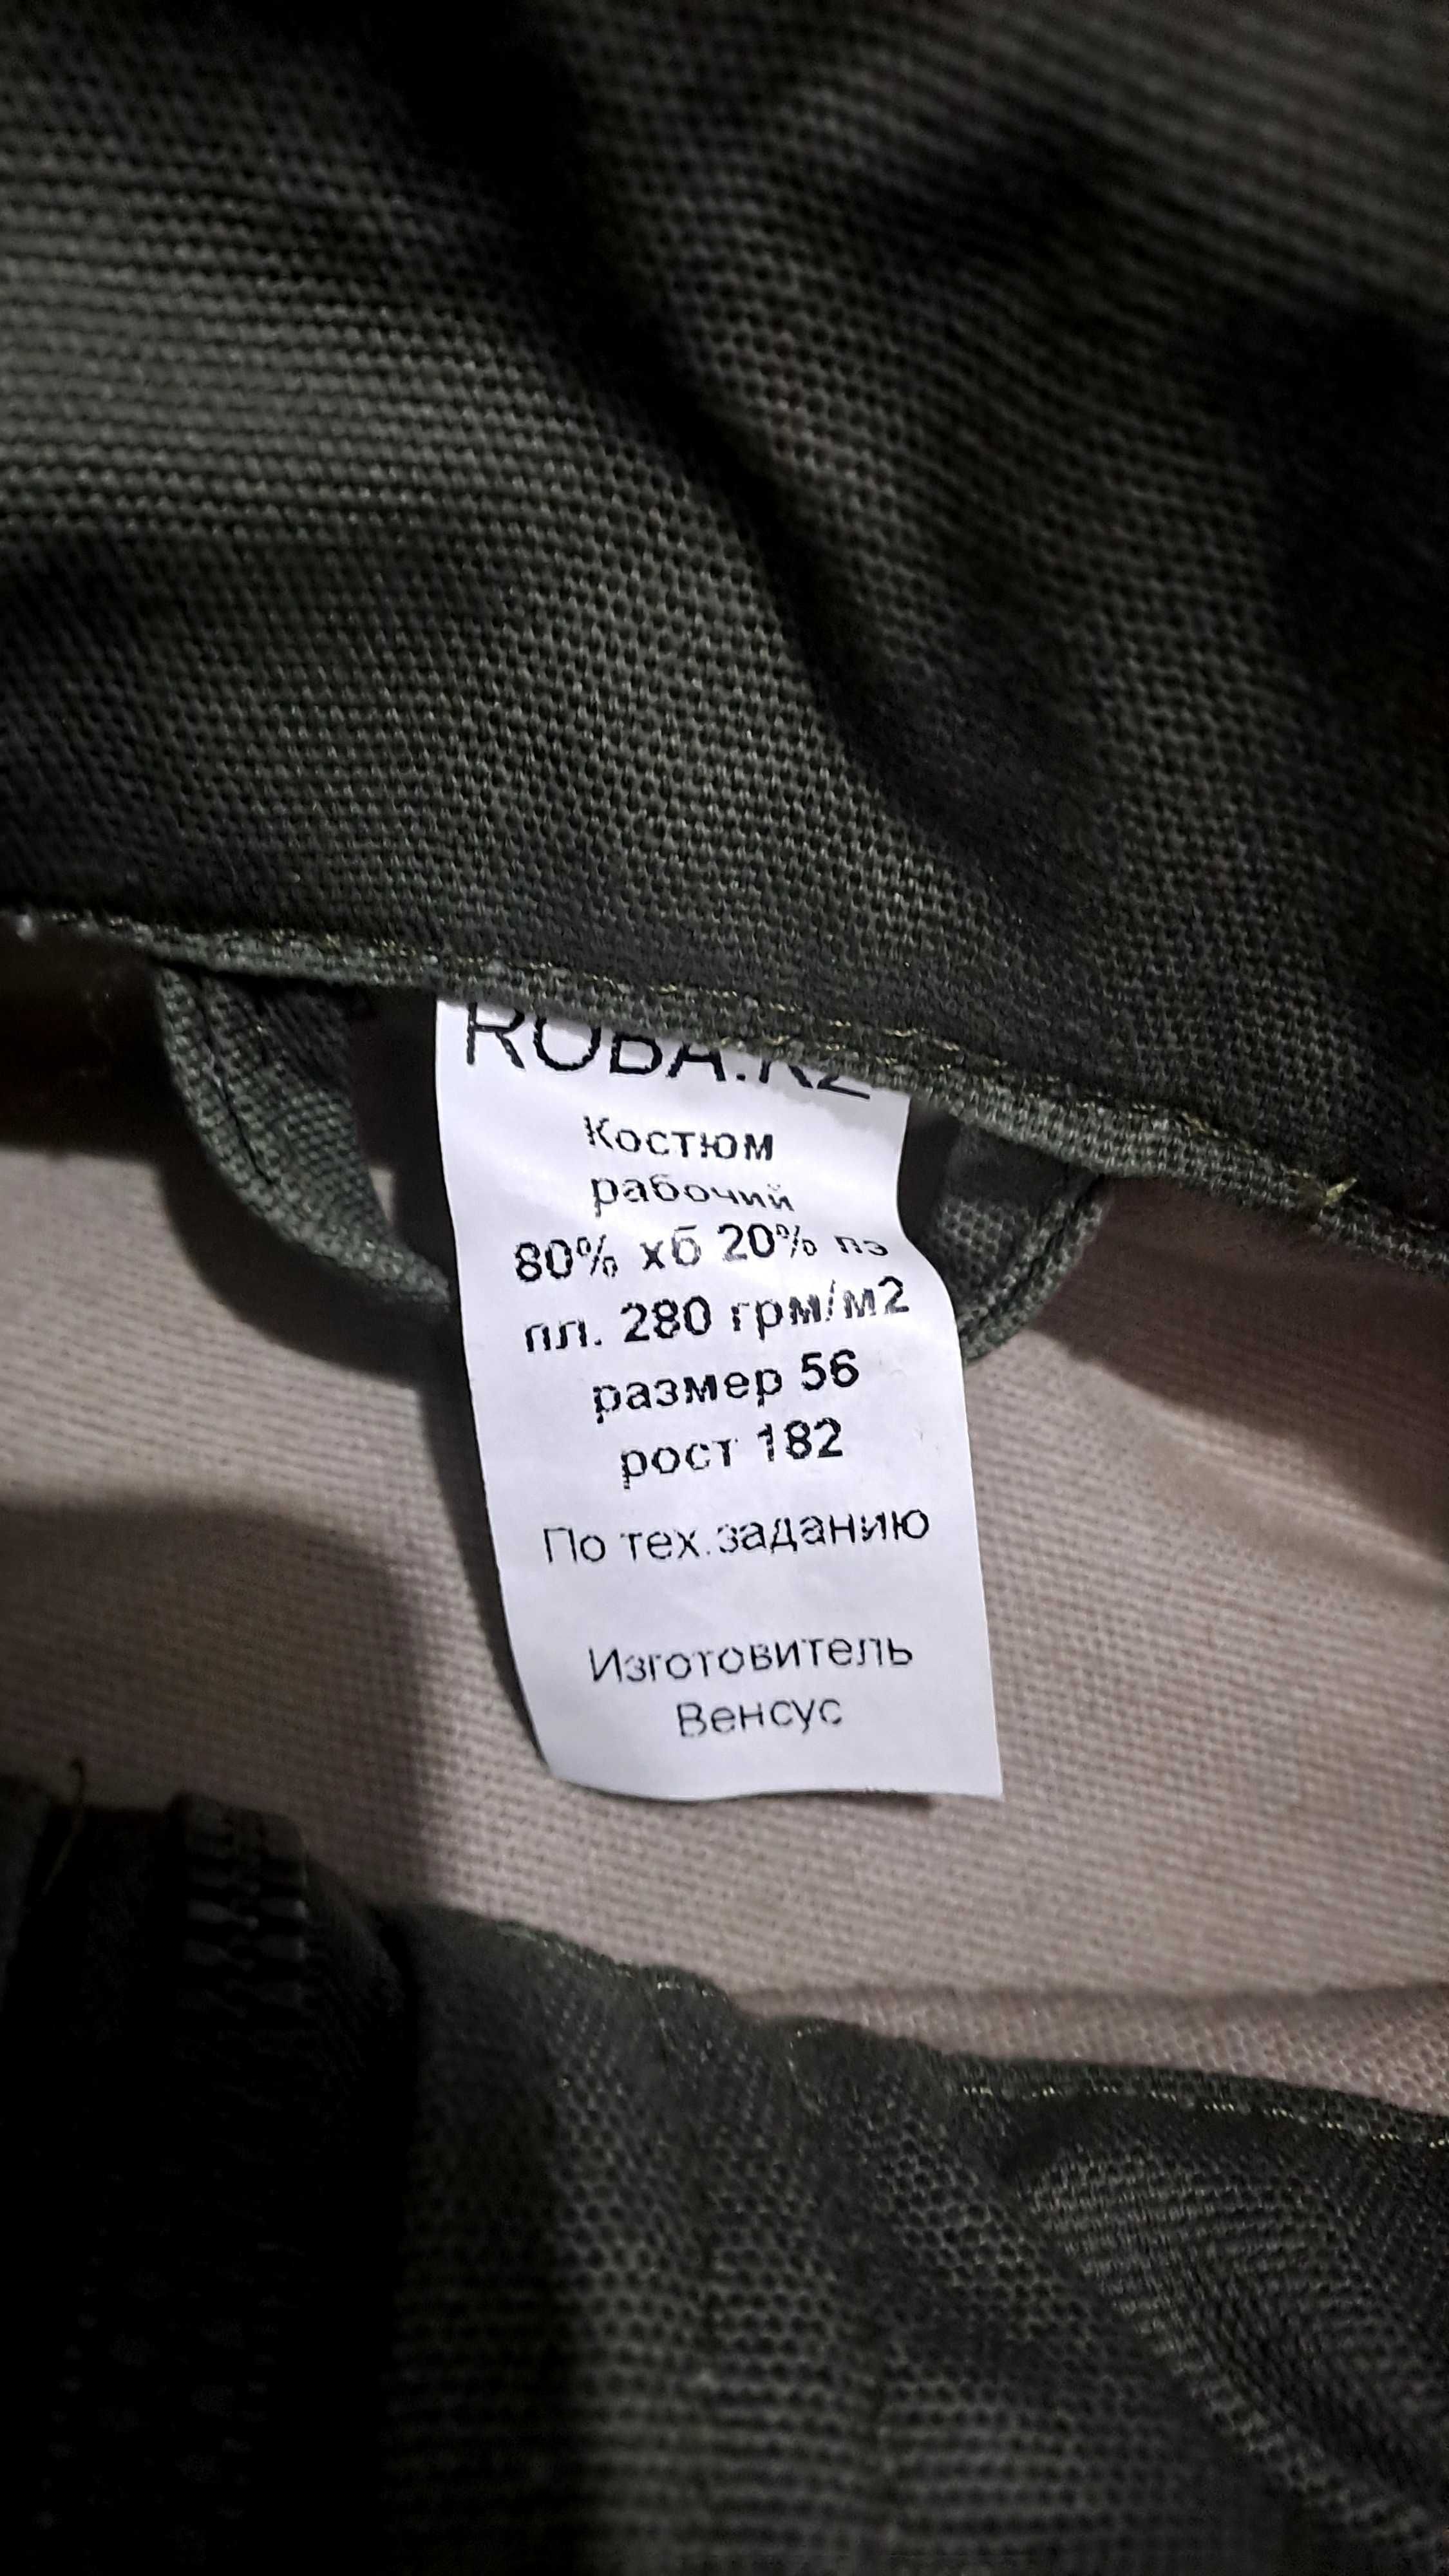 ROBA.KZ
Костюм
рабочий
80% хб 20% пэ
пл. 280 грм/м2
размер 56
рост 182
По тех.заданию
Изготовитель
Венсус